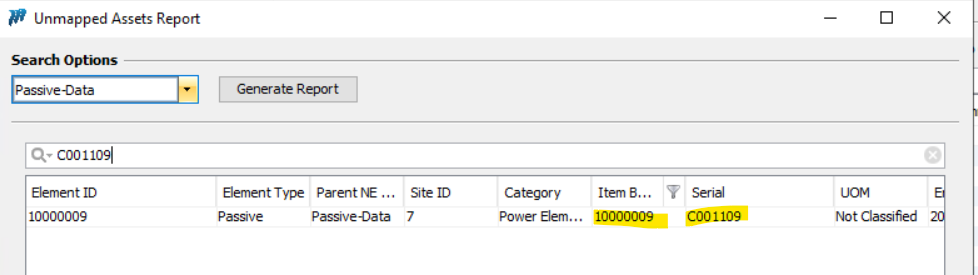 Unmapped Assets Report
Search Options
Passive-Data Generate Report
C001109
Element ID Element Type Parent NE ... Site ID Category Item B... Serial UOM
10000009 Passive Passive-Data 7 Power Elem... 10000009 C001109 Not Classified 20